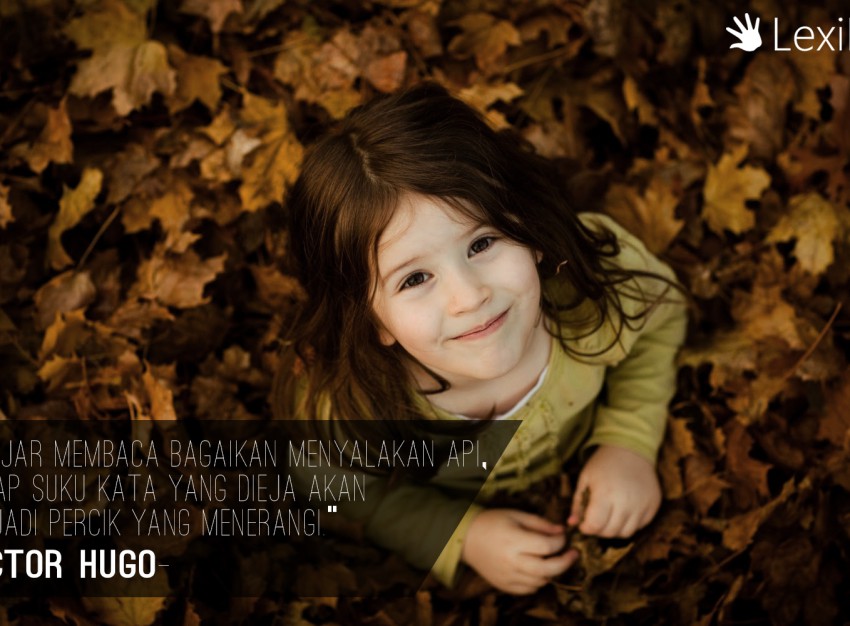 Lexi
JAR MEMBACA BAGAIKAN MENYALAKAN API,
AP SUKU KATA YANG DIEJA AKAN
JADI PERCIK YANG MENERANGI."
CTOR HUGO-